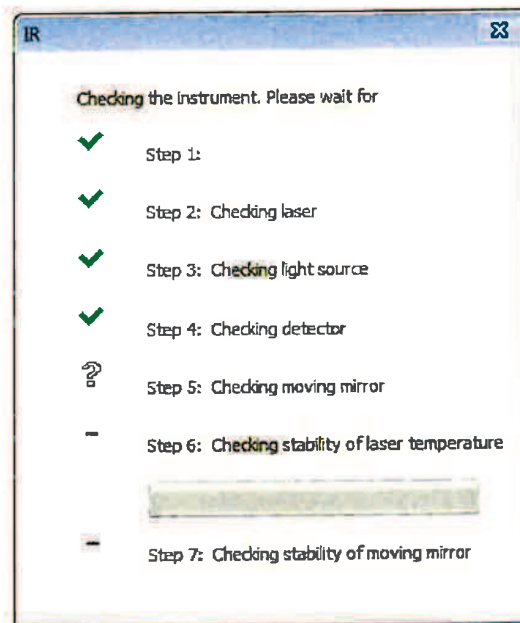 IR
Checking the instrument. Please wait for
Step 1:
Step 2: Checking laser
Step 3: Checking light source
Step 4: Checking detector
Step 5: Checking moving mirror
Step 6: Checking stability of laser temperature
Step 7: Checking stability of moving mirror